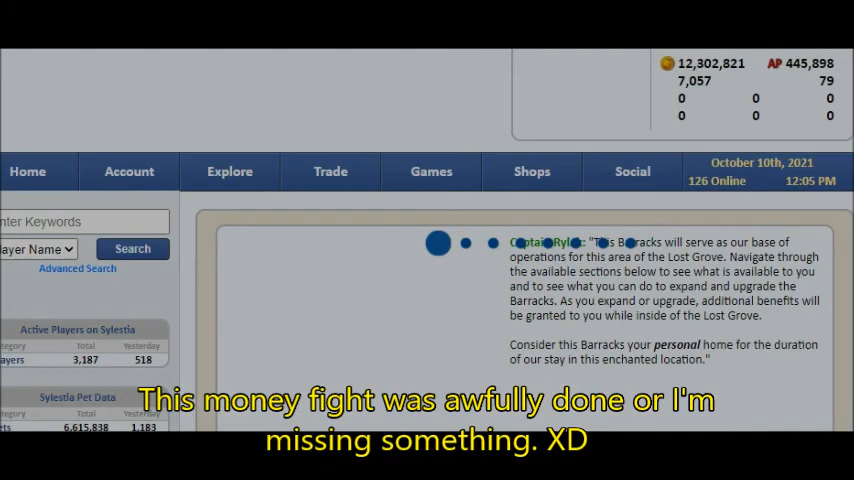 12,302,821 AP 445,898
7,057 79
0 0 0
0 0 0
Home Account Explore Trade Games Shops Social
October 10th, 2021
126 Online 12:05 PM
nter Keywords
layer Name Search
Advanced Search
Active Players on Sylestia
ategory Total Yesterday
ayers 3,187 518
Sylestia Pet Data
ategory Total Yesterday
ets 6,615,838 1,183
"This Barracks will serve as our base of
operations for this area of the Lost Grove. Navigate through
the available sections below to see what is available to you
and to see what you can do to expand and upgrade the
Barracks. As you expand or upgrade, additional benefits will
be granted to you while inside of the Lost Grove.
Consider this Barracks your personal home for the duration
of our stay in this enchanted location."
This money fight was awfully done or I'm
missing something. XD